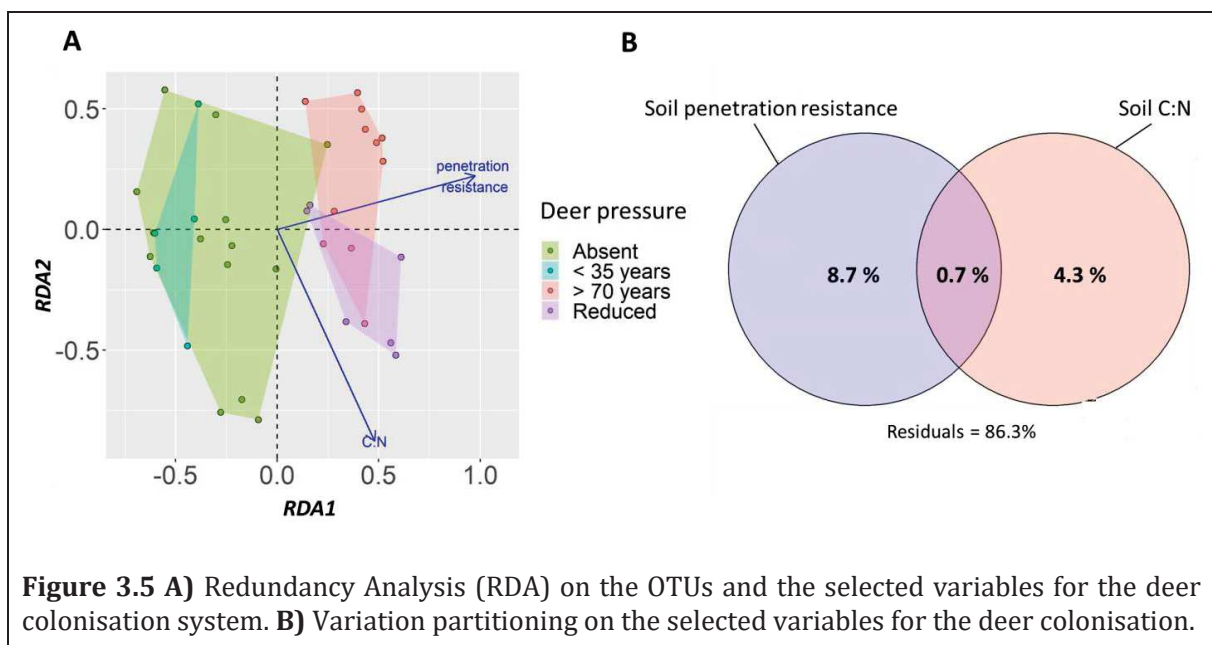 A
B
0.5
0.0
-0.5
-0.5
0.0
0.5
1.0
RDA2
RDA1
penetration
resistance
C:N
Deer pressure
Absent
< 35 years
> 70 years
Reduced
Soil penetration resistance
Soil C:N
8.7 %
0.7 %
4.3 %
Residuals = 86.3%
Figure 3.5 A) Redundancy Analysis (RDA) on the OTUs and the selected variables for the deer
colonisation system. B) Variation partitioning on the selected variables for the deer colonisation.